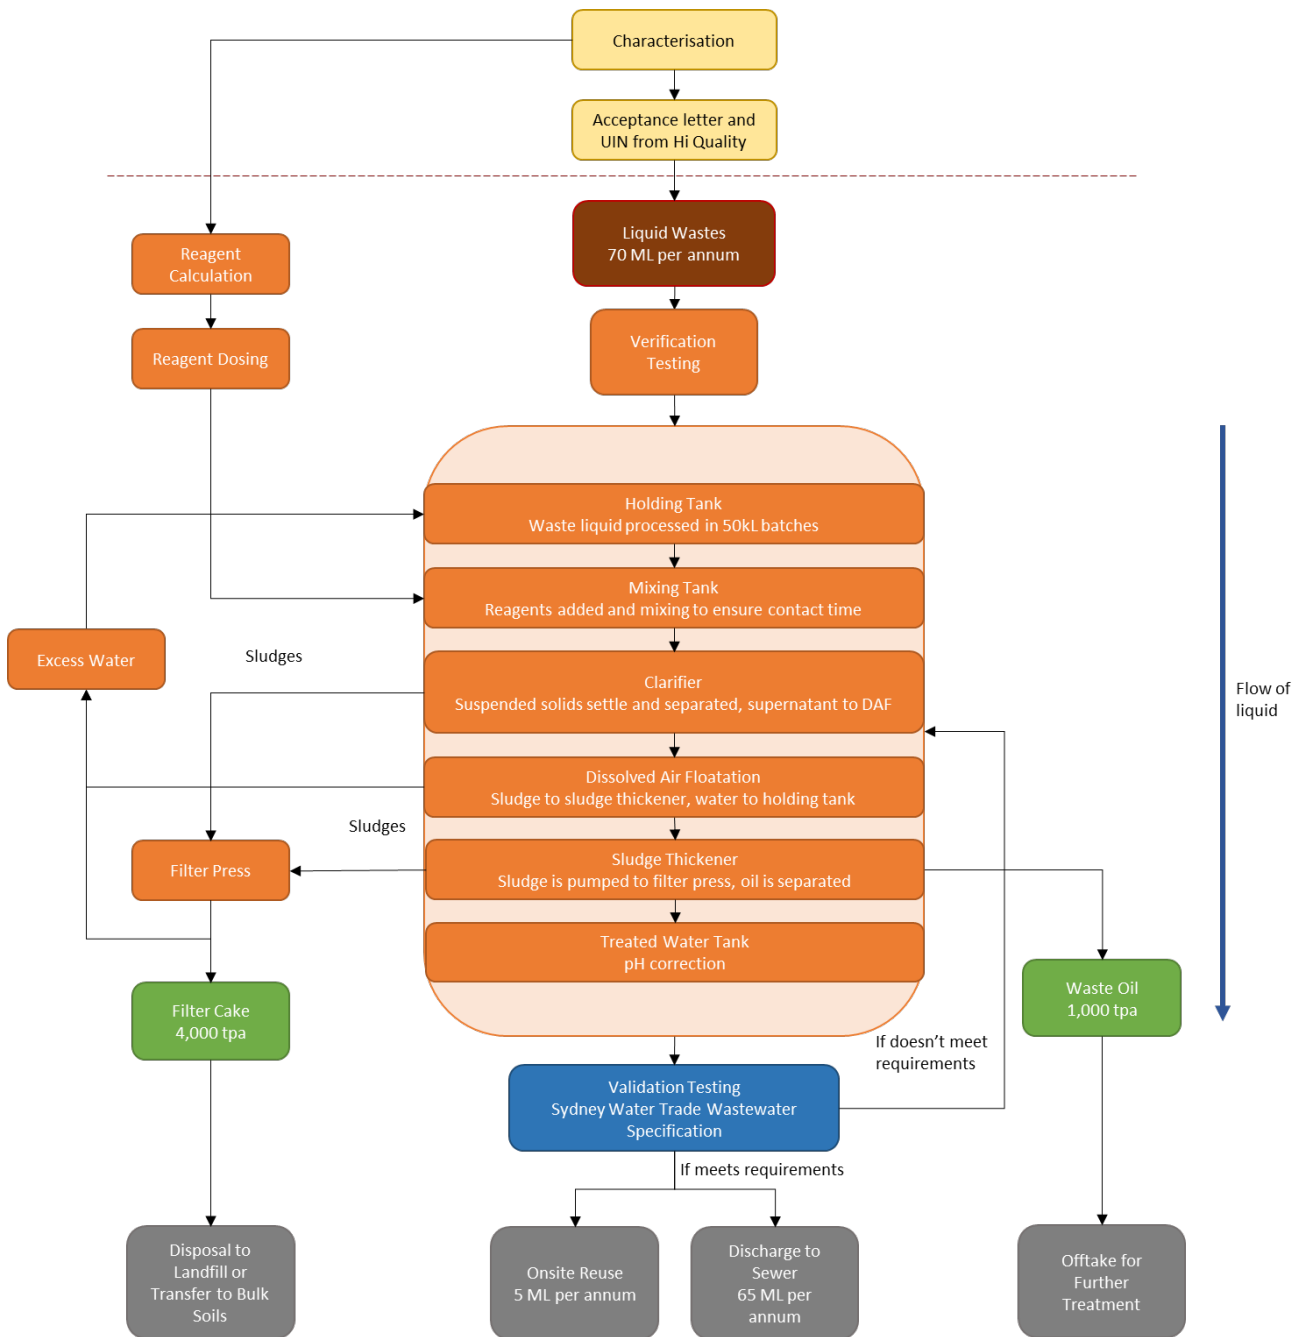 Characterisation
Acceptance letter and
UIN from Hi Quality
Liquid Wastes
70 ML per annum
Reagent
Calculation
Verification
Testing
Reagent Dosing
Holding Tank
Waste liquid processed in 50kL batches
Mixing Tank
Reagents added and mixing to ensure contact time
Excess Water
Sludges
Clarifier
Suspended solids settle and separated, supernatant to DAF
Flow of
liquid
Dissolved Air Floatation
Sludge to sludge thickener, water to holding tank
Sludges
Filter Press
Sludge Thickener
Sludge is pumped to filter press, oil is separated
Treated Water Tank
pH correction
Filter Cake
4,000 tpa
Waste Oil
1,000 tpa
If doesn’t meet
requirements
Validation Testing
Sydney Water Trade Wastewater
Specification
If meets requirements
Disposal to
Landfill or
Transfer to Bulk
Soils
Onsite Reuse
5 ML per annum
Discharge to
Sewer
65 ML per
annum
Offtake for
Further
Treatment